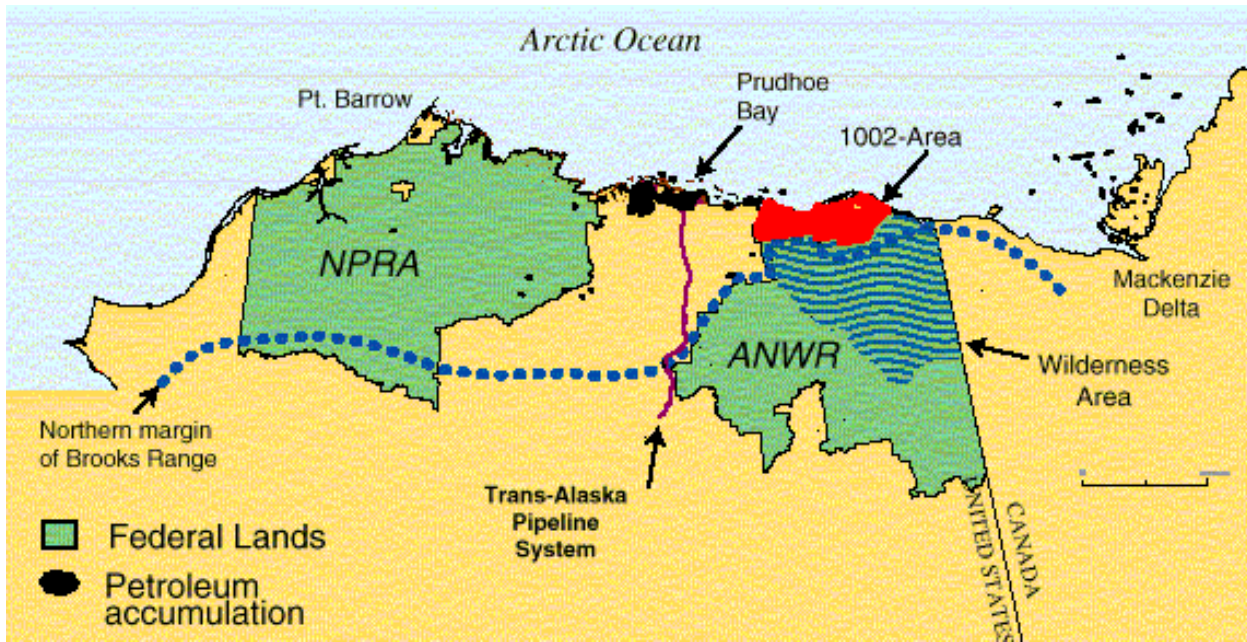 Arctic Ocean
Prudhoe
Bay
Pt. Barrow
1002-Area
NPRA
Mackenzie
Delta
ANWR
Wilderness
Area
Northern margin
of Brooks Range
Trans-Alaska
Pipeline
System
CANADA
UNITED STATES
Federal Lands
Petroleum
accumulation